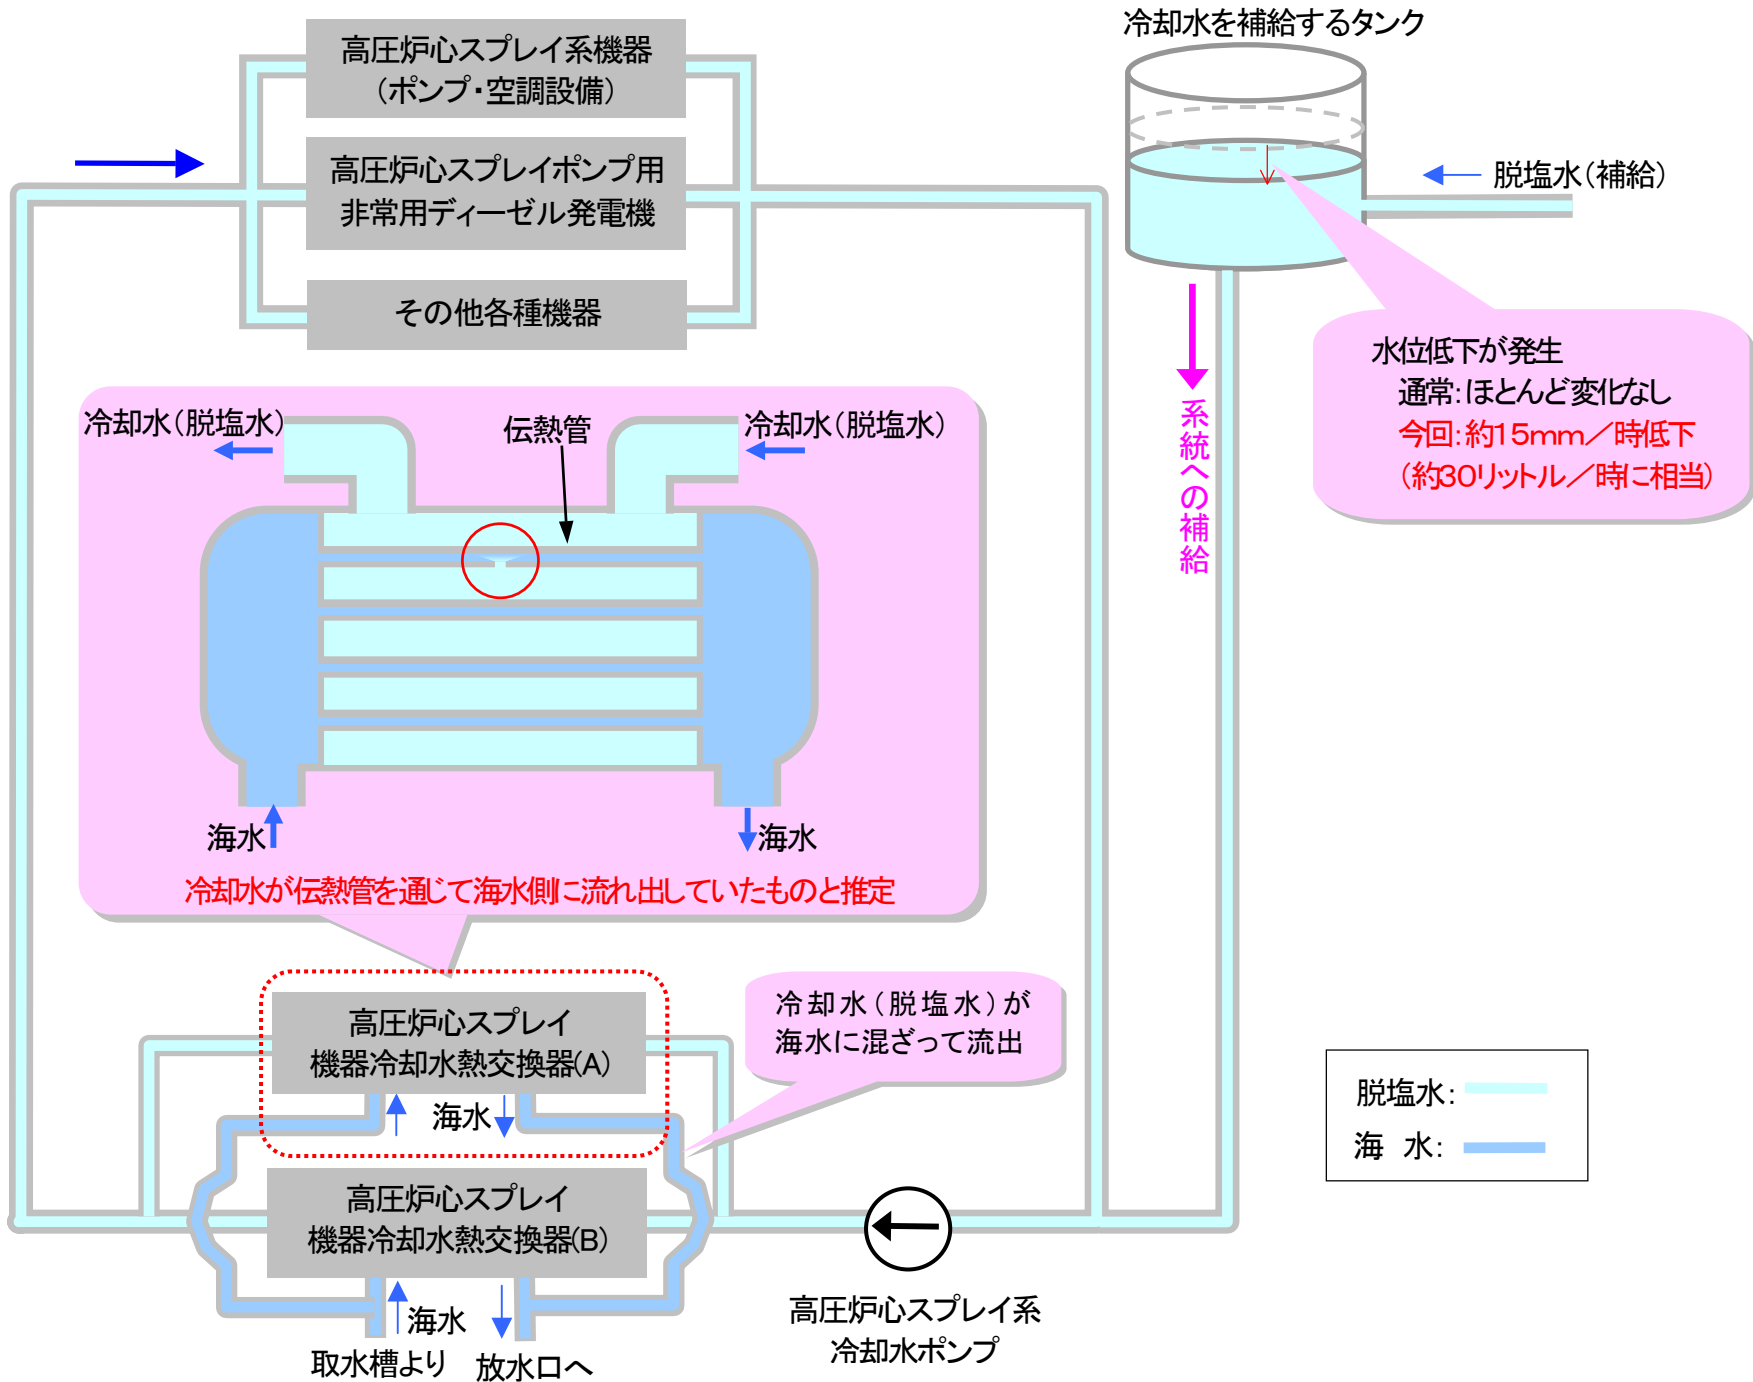 冷却水を補給するタンク
高圧炉心スプレイ系機器
(ポンプ・空調設備)
高圧炉心スプレイポンプ用
非常用ディーゼル発電機
その他各種機器
脱塩水(補給)
水位低下が発生
通常:ほとんど変化なし
今回:約15mm/時低下
(約30リットル/時に相当)
系統への補給
冷却水(脱塩水)
伝熱管
冷却水(脱塩水)
海水
海水
冷却水が伝熱管を通じて海水側に流れ出していたものと推定
高圧炉心スプレイ
機器冷却水熱交換器(A)
海水
冷却水(脱塩水)が
海水に混ざって流出
高圧炉心スプレイ
機器冷却水熱交換器(B)
海水
取水槽より
放水口へ
高圧炉心スプレイ系
冷却水ポンプ
脱塩水:
海 水: